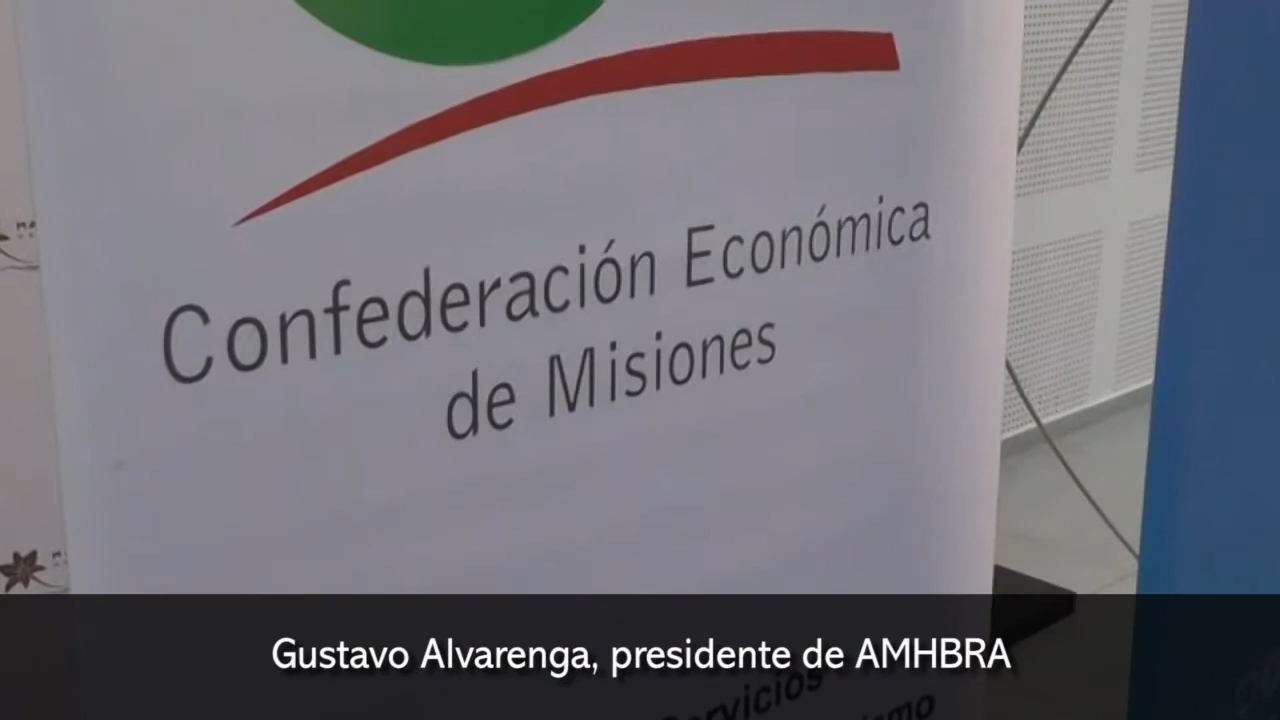 Confederación Económica
de Misiones
Gustavo Alvarenga, presidente de AMHBRA